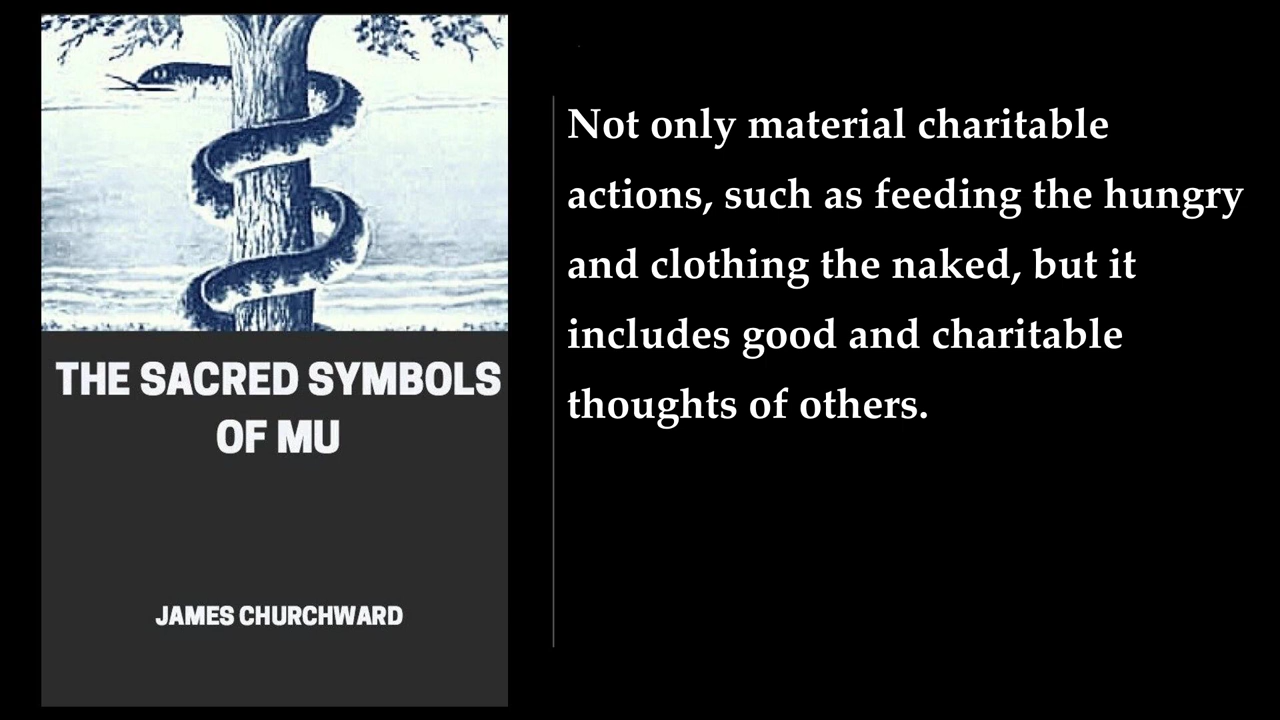 THE SACRED SYMBOLS
OF MU
JAMES CHURCHWARD
Not only material charitable
actions, such as feeding the hungry
and clothing the naked, but it
includes good and charitable
thoughts of others.